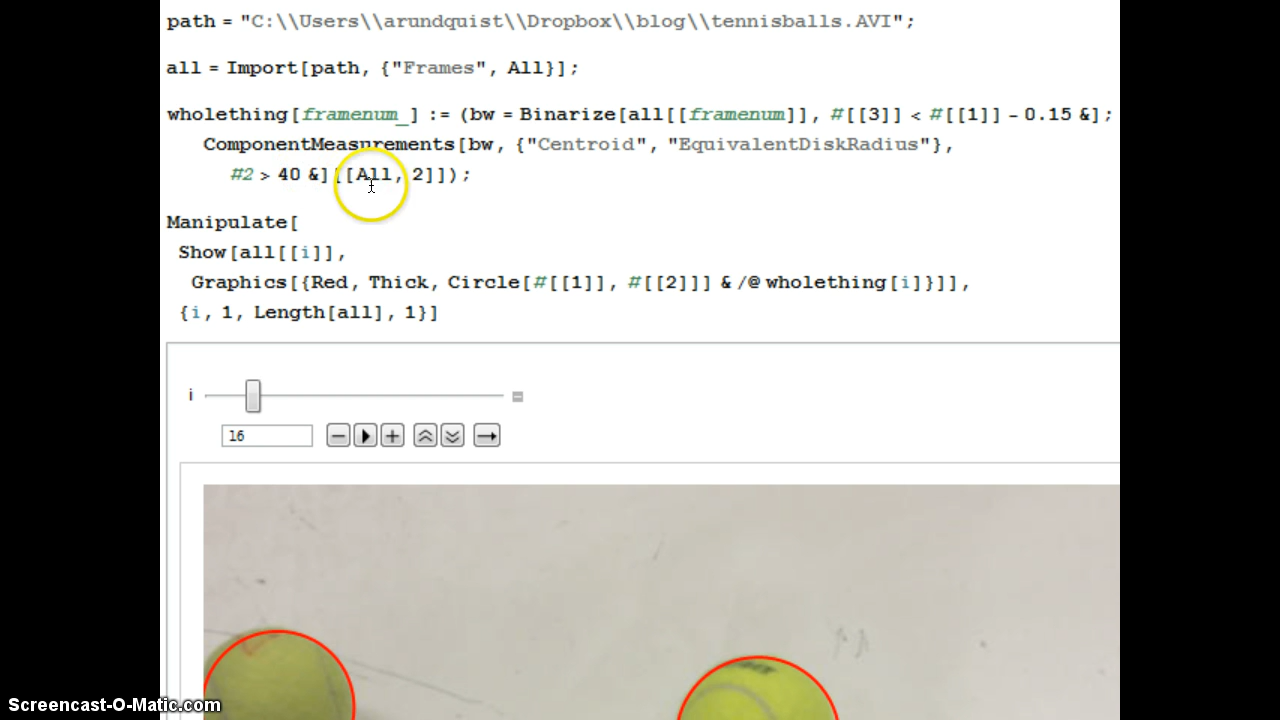 path = "C:\\Users\\arundquist\\Dropbox\\blog\\tennisballs.AVI";
all = Import[path, {"Frames", All}];
wholething[framenum_] := (bw = Binarize[all[[framenum]], #[[3]] < #[[1]] - 0.15 &];
ComponentMeasurements[bw, {"Centroid", "EquivalentDiskRadius"},
#2 > 40 &][[All, 2]]);
Manipulate[
Show[all[[i]],
Graphics[{Red, Thick, Circle[#[[1]], #[[2]]] & /@ wholething[i]}]],
{i, 1, Length[all], 1}]
i
16
Screencast-O-Matic.com